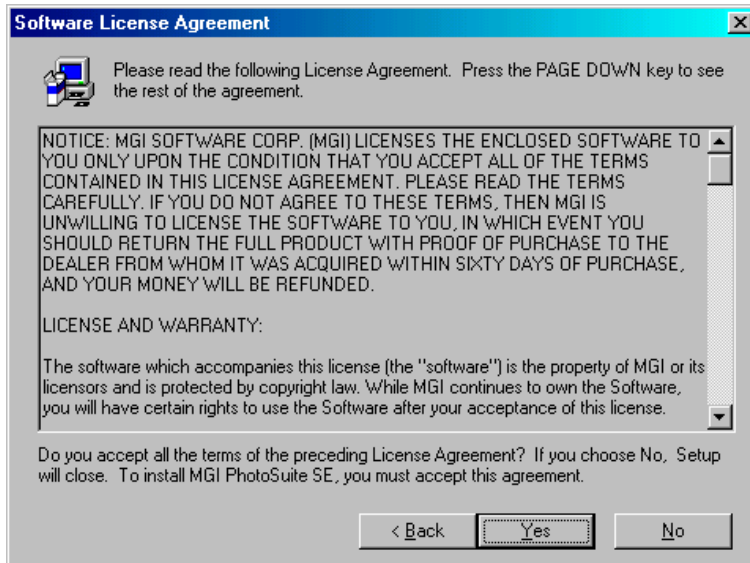 Software License Agreement
Please read the following License Agreement. Press the PAGE DOWN key to see
the rest of the agreement.
NOTICE: MGI SOFTWARE CORP. (MGI) LICENSES THE ENCLOSED SOFTWARE TO
YOU ONLY UPON THE CONDITION THAT YOU ACCEPT ALL OF THE TERMS
CONTAINED IN THIS LICENSE AGREEMENT. PLEASE READ THE TERMS
CAREFULLY. IF YOU DO NOT AGREE TO THESE TERMS, THEN MGI IS
UNWILLING TO LICENSE THE SOFTWARE TO YOU, IN WHICH EVENT YOU
SHOULD RETURN THE FULL PRODUCT WITH PROOF OF PURCHASE TO THE
DEALER FROM WHOM IT WAS ACQUIRED WITHIN SIXTY DAYS OF PURCHASE,
AND YOUR MONEY WILL BE REFUNDED.
LICENSE AND WARRANTY:
The software which accompanies this license (the "software") is the property of MGI or its
licensors and is protected by copyright law. While MGI continues to own the Software,
you will have certain rights to use the Software after your acceptance of this license.
Do you accept all the terms of the preceding License Agreement? If you choose No, Setup
will close. To install MGI PhotoSuite SE, you must accept this agreement.
< Back Yes No